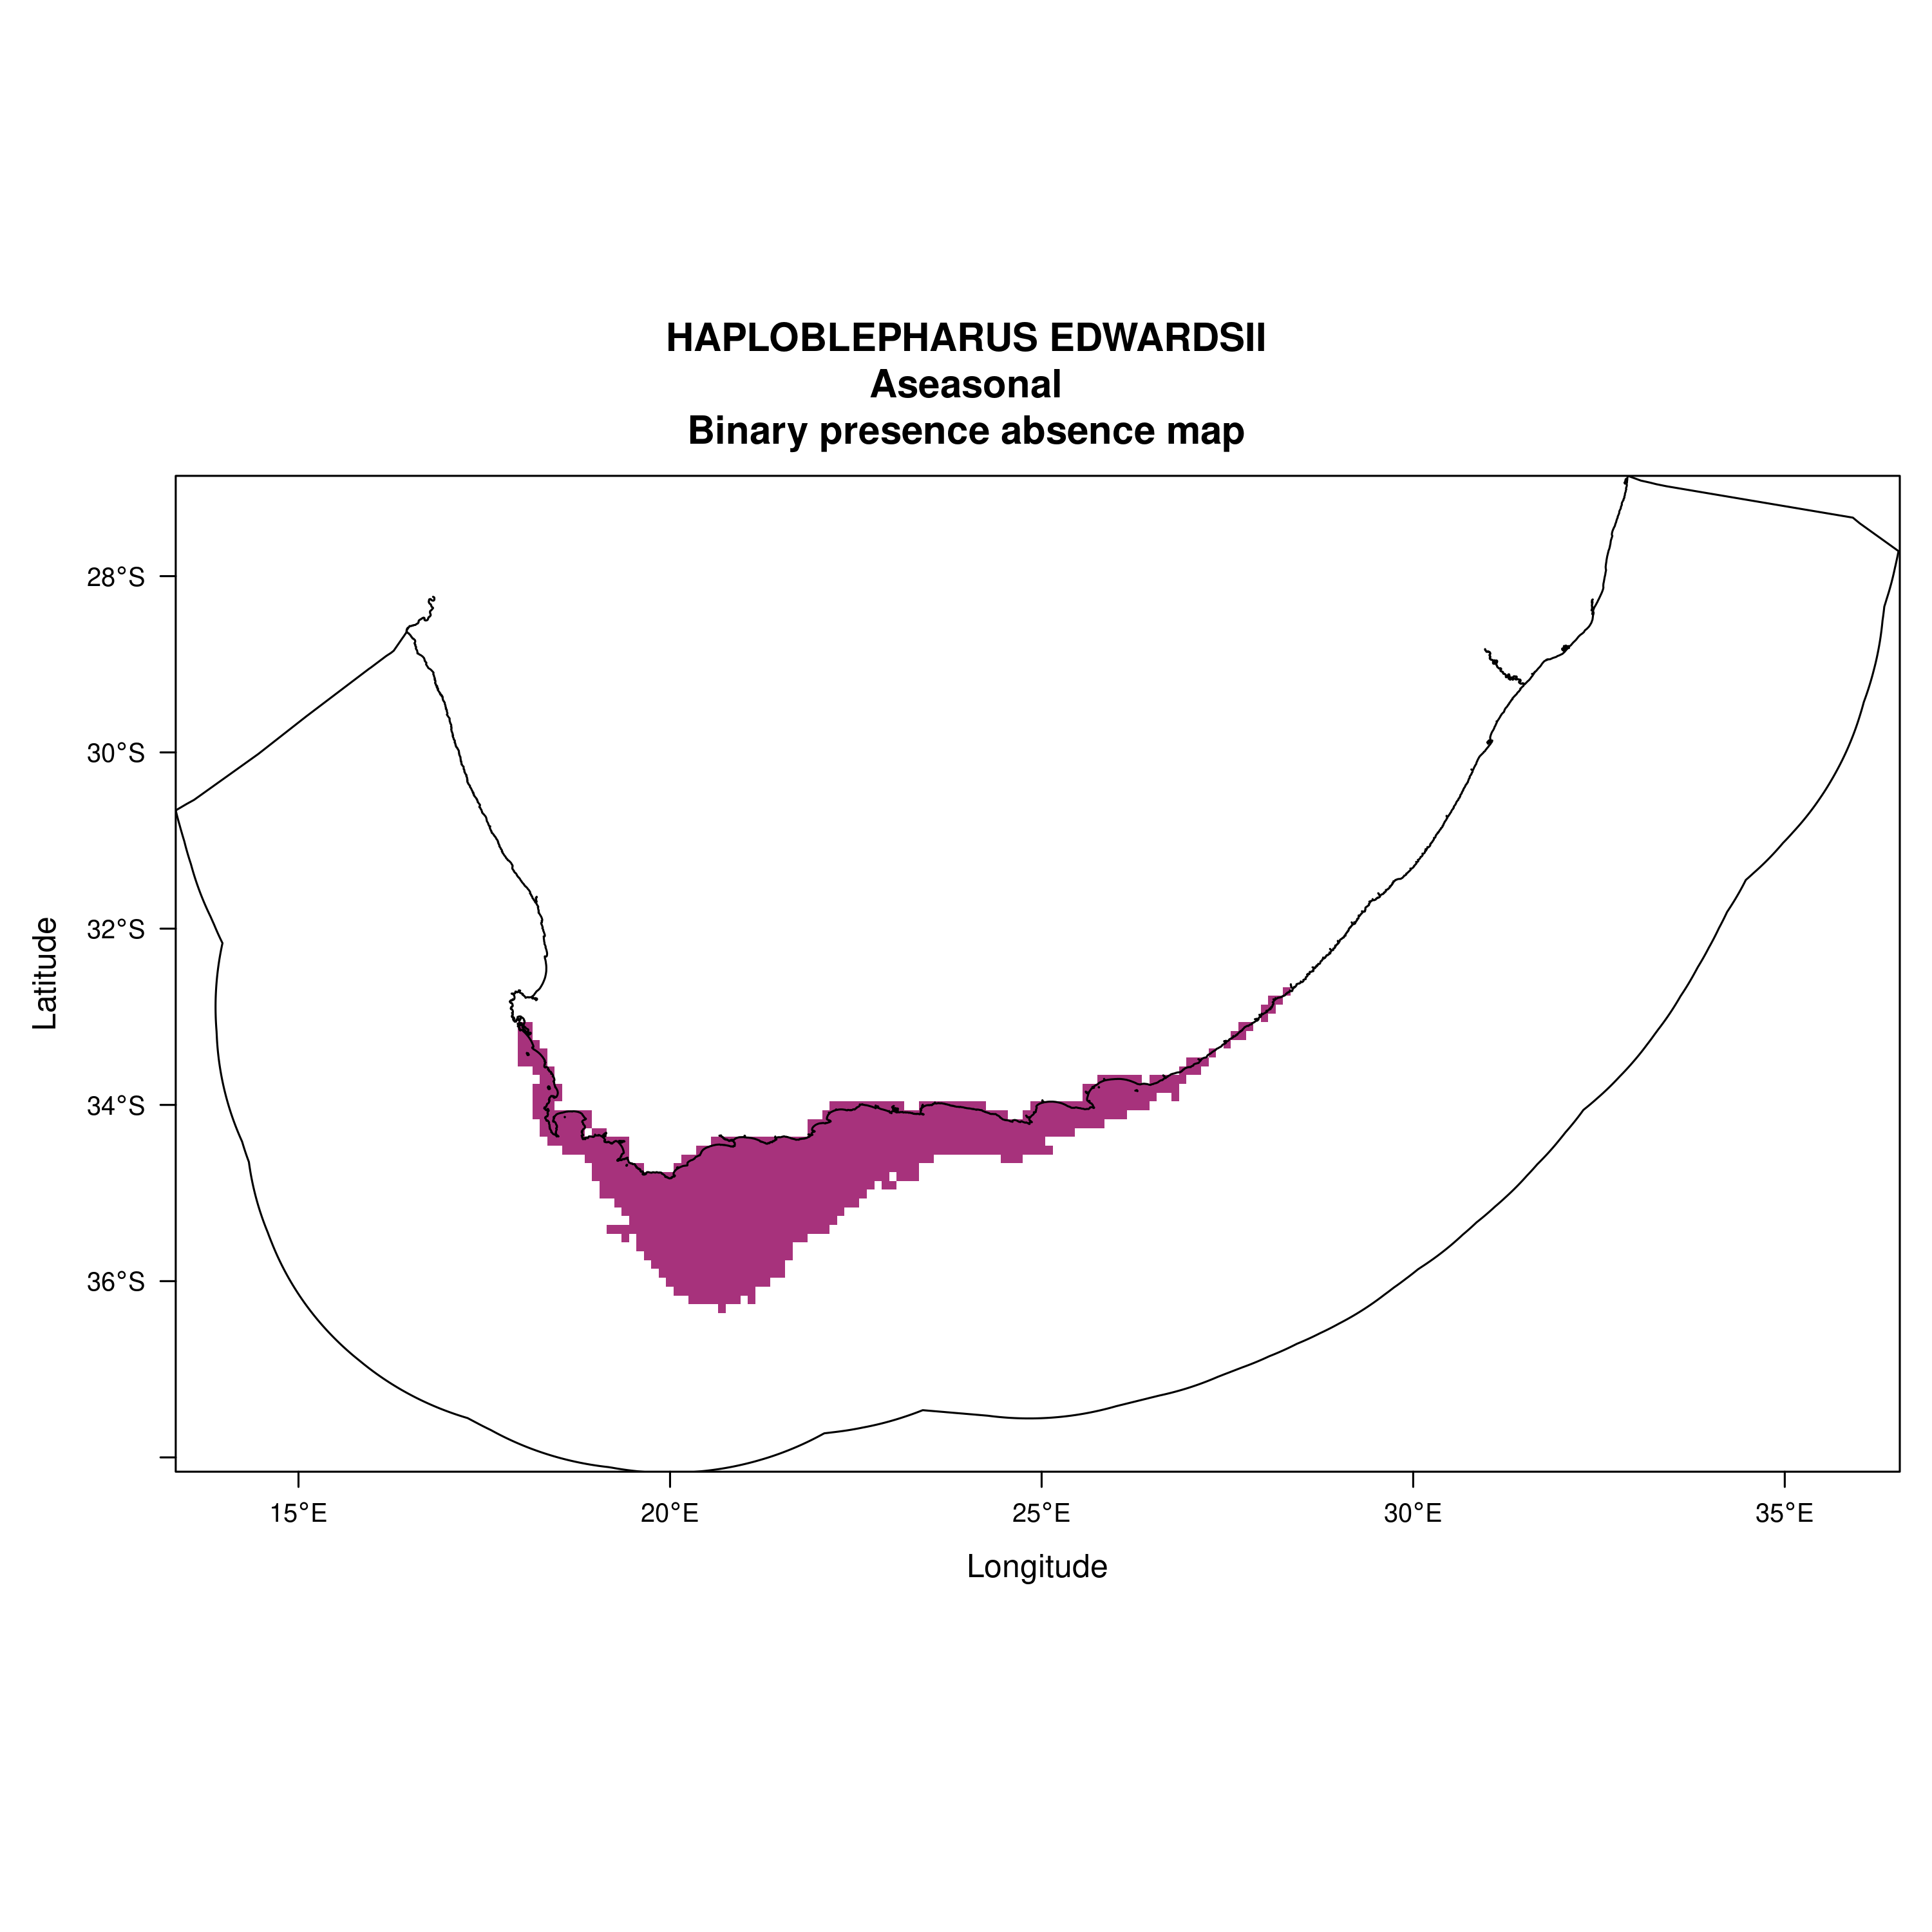 HAPLOBLEPHARUS EDWARDSII
Aseasonal
Binary presence absence map
28°S
30°S
32°S
34°S
36°S
Latitude
15°E 20°E 25°E 30°E 35°E
Longitude